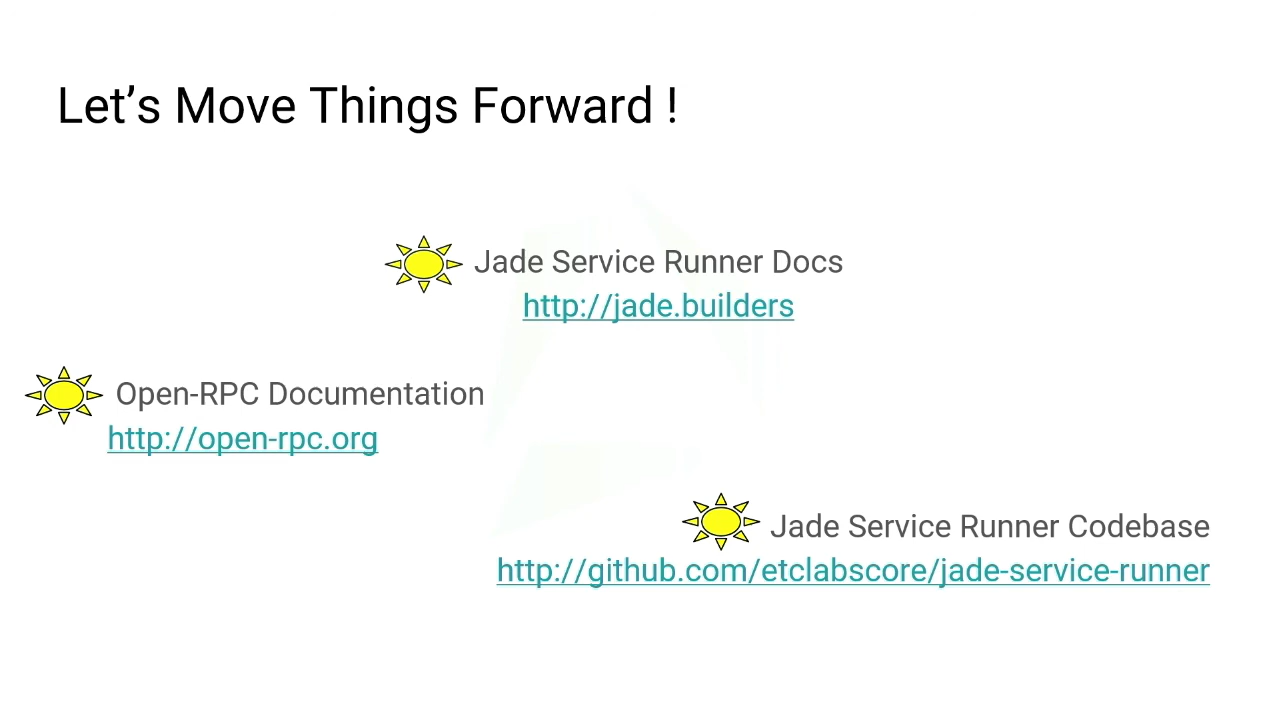 Let’s Move Things Forward !
Jade Service Runner Docs
http://jade.builders
Open-RPC Documentation
http://open-rpc.org
Jade Service Runner Codebase
http://github.com/etclabscore/jade-service-runner